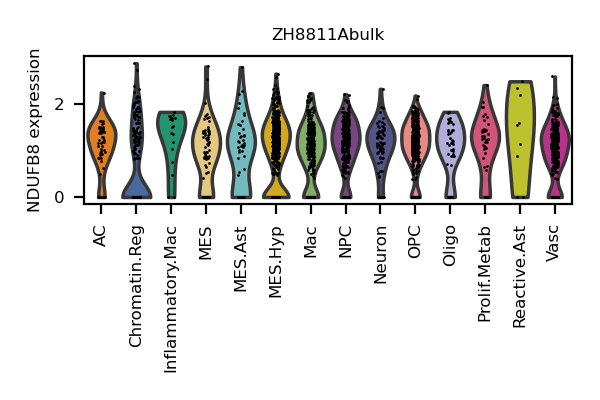 ZH8811Abulk
NDUFB8 expression
2
0
AC
Chromatin.Reg
Inflammatory.Mac
MES
MES.Ast
MES.Hyp
Mac
NPC
Neuron
OPC
Oligo
Prolif.Metab
Reactive.Ast
Vasc